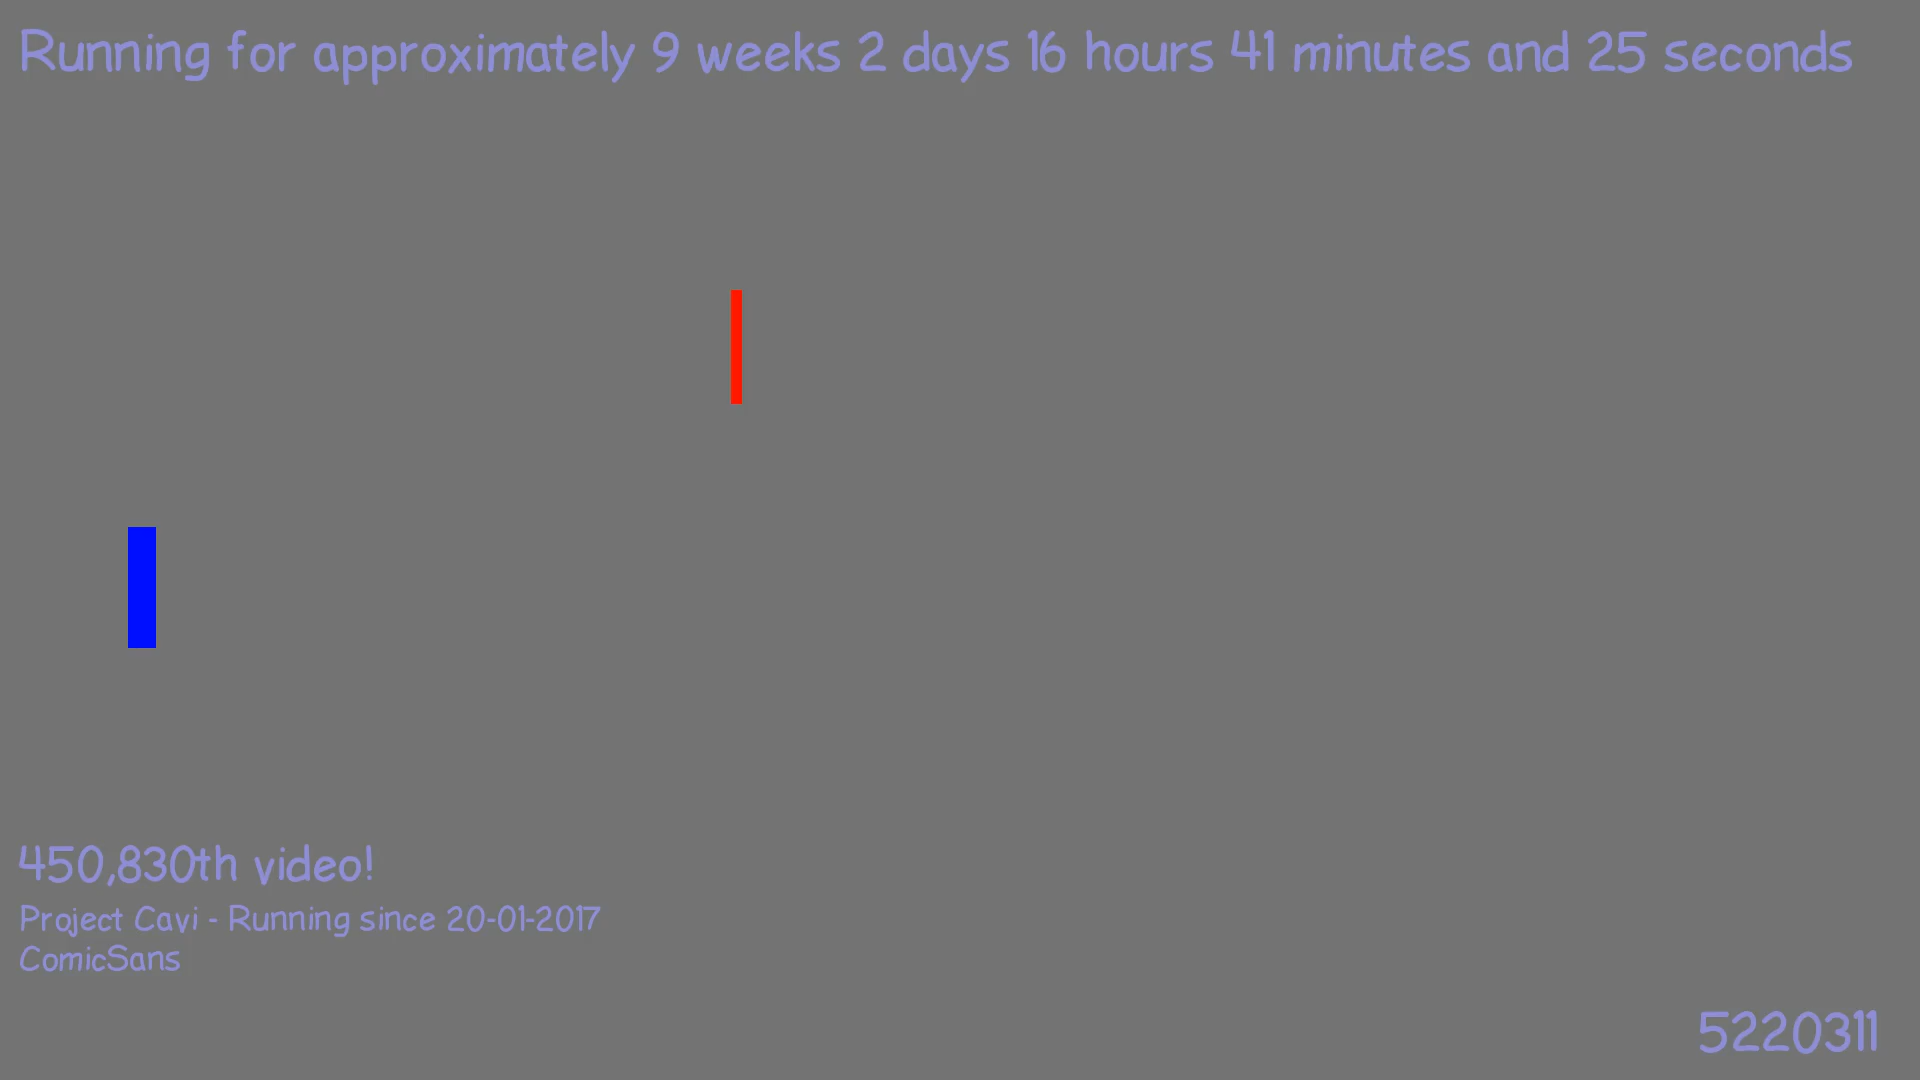 Running for approximately 9 weeks 2 days 16 hours 41 minutes and 25 seconds
450,830th video!
Project Cavi - Running since 20-01-2017
ComicSans
5220311